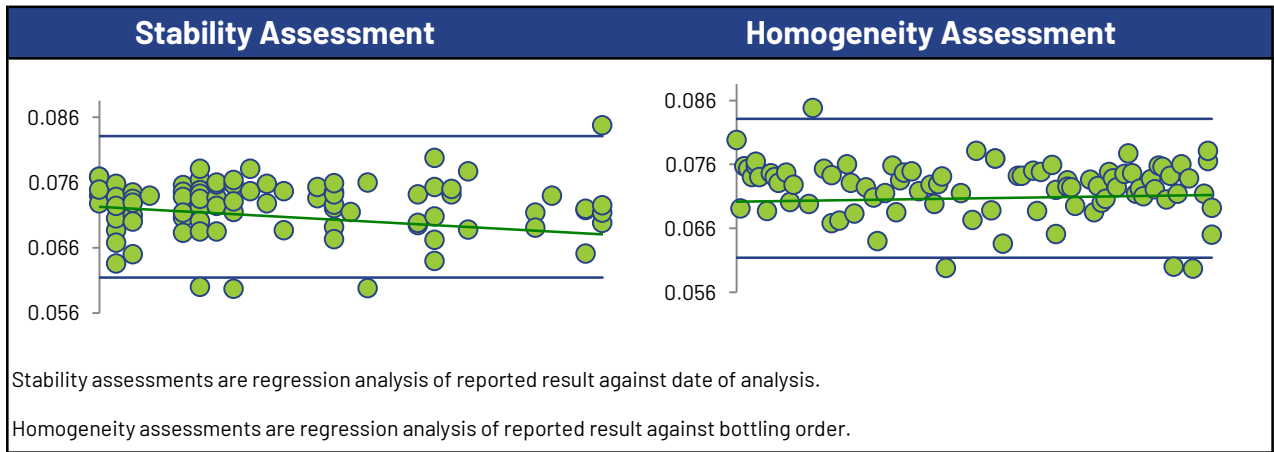 Stability Assessment
Homogeneity Assessment
0.086
0.076
0.066
0.056
0.086
0.076
0.066
0.056
Stability assessments are regression analysis of reported result against date of analysis.
Homogeneity assessments are regression analysis of reported result against bottling order.